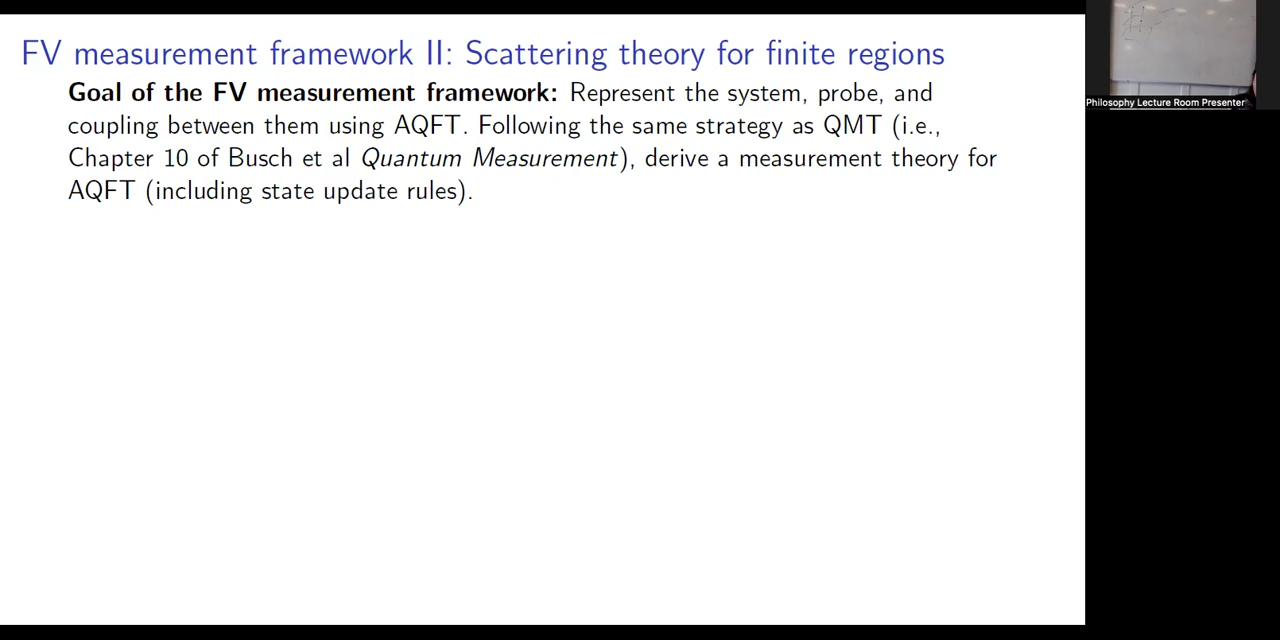 FV measurement framework II: Scattering theory for finite regions
Goal of the FV measurement framework: Represent the system, probe, and
coupling between them using AQFT. Following the same strategy as QMT (i.e.,
Chapter 10 of Busch et al Quantum Measurement), derive a measurement theory for
AQFT (including state update rules).
Philosophy Lecture Room Presenter